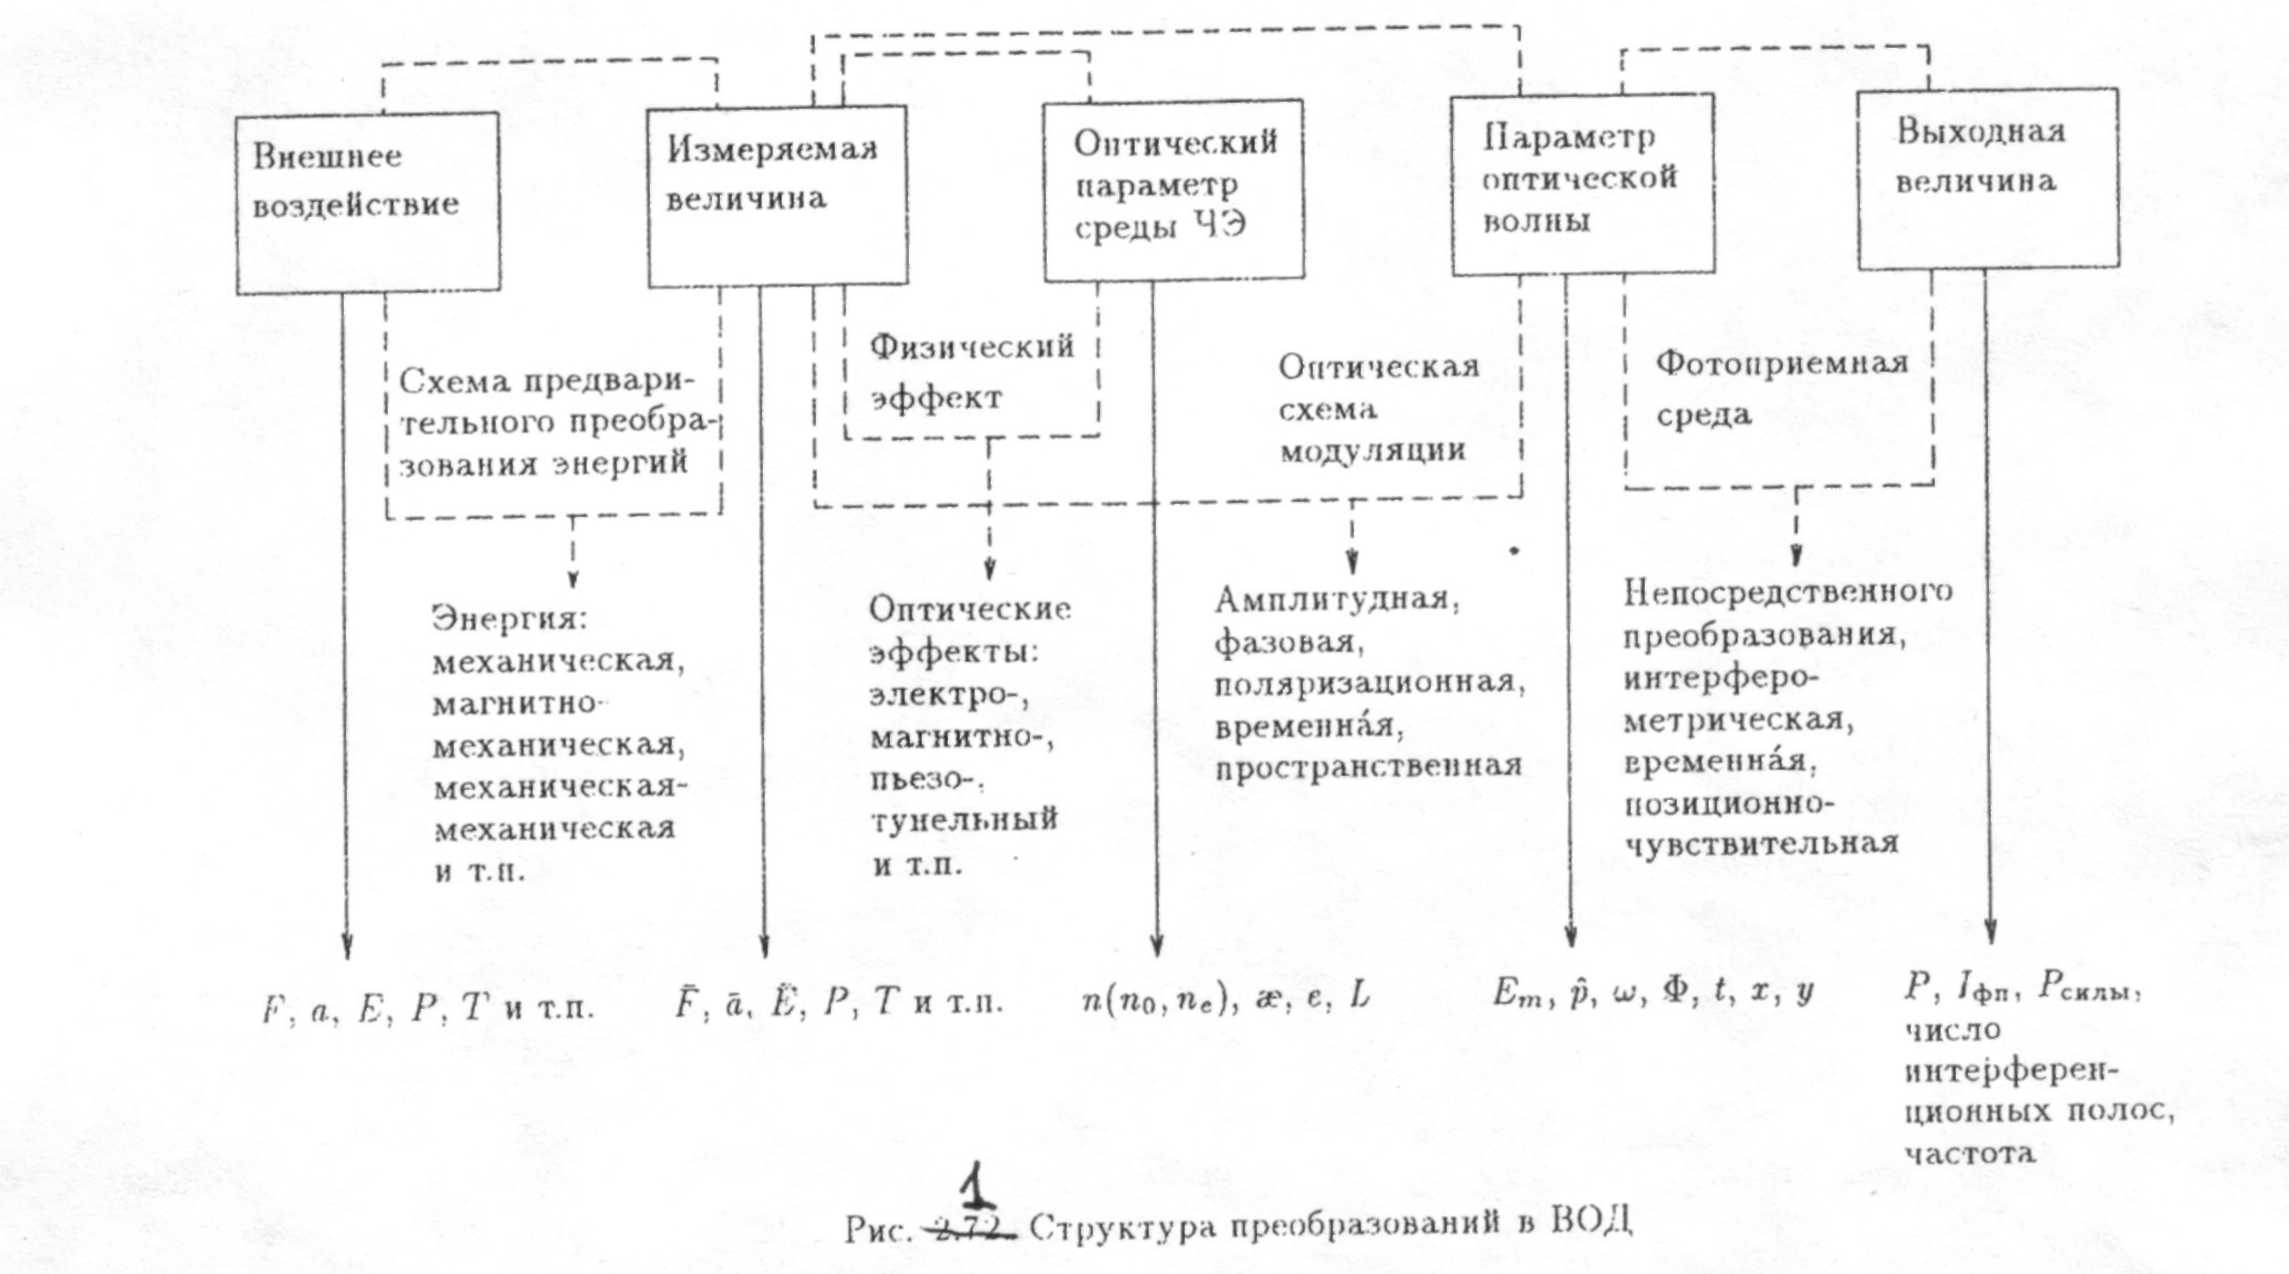 Внешнее
воздействие
Измеряемая
величина
Оптический
параметр
среды ЧЭ
Параметр
оптической
волны
Выходная
величина
Схема предвари-
тельного преобра-
зования энергий
Физический
эффект
Оптическая
схема
модуляции
Фотоприемная
среда
Энергия:
механическая,
магнитно-
механическая,
механическая-
механическая
и т.п.
Оптические
эффекты:
электро-,
магнитно-,
пьезо-,
тунельный
и т.п.
Амплитудная,
фазовая,
поляризационная,
временна́я,
пространственная
Непосредственного
преобразования,
интерферо-
метрическая,
временна́я,
позиционно-
чувствительная
F, a, E, P, T и т.п.
F̄, ā, Ē, P, T и т.п.
n(n₀, nₑ), æ, e, L
Eₘ, p̂, ω, Φ, t, x, y
P, Iфп, Pсилы,
число
интерферен-
ционных полос,
частота
1
Рис. 2.72. Структура преобразований в ВОД